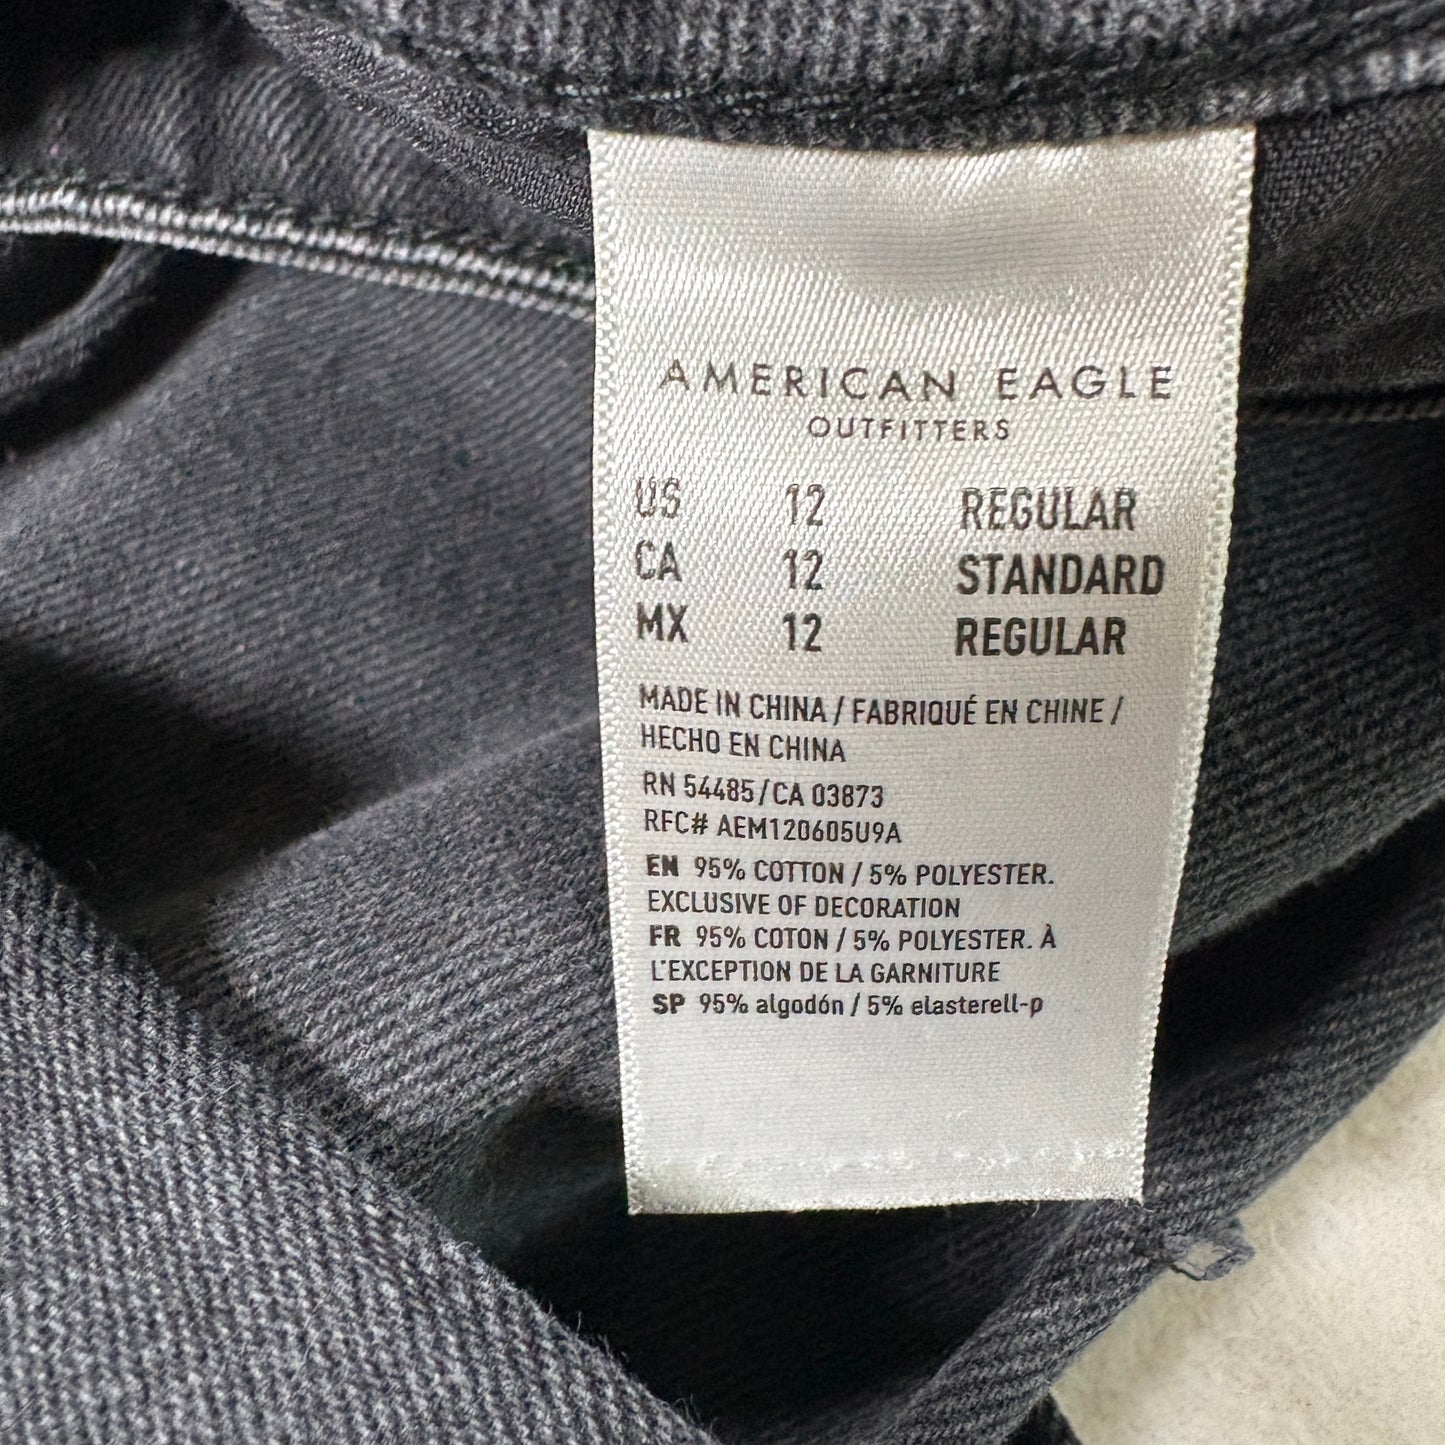 AMERICAN EAGLE
OUTFITTERS
US 12 REGULAR
CA 12 STANDARD
MX 12 REGULAR
MADE IN CHINA / FABRIQUÉ EN CHINE /
HECHO EN CHINA
RN 54485/CA 03873
RFC# AEM120605U9A
EN 95% COTTON / 5% POLYESTER.
EXCLUSIVE OF DECORATION
FR 95% COTON / 5% POLYESTER. À
L'EXCEPTION DE LA GARNITURE
SP 95% algodón / 5% elasterell-p